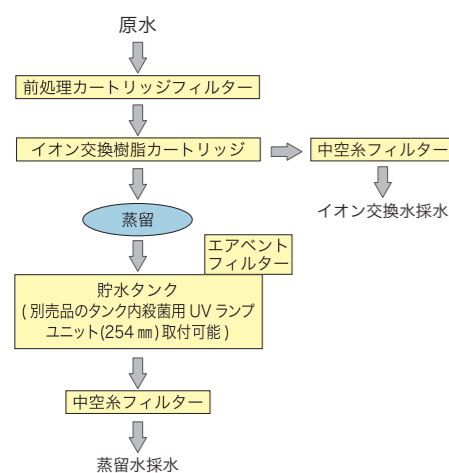 原水
前処理カートリッジフィルター
イオン交換樹脂カートリッジ
中空糸フィルター
イオン交換水採水
蒸留
エアベント
フィルター
貯水タンク
( 別売品のタンク内殺菌用 UV ランプ
ユニット(254 ㎜) 取付可能 )
中空糸フィルター
蒸留水採水